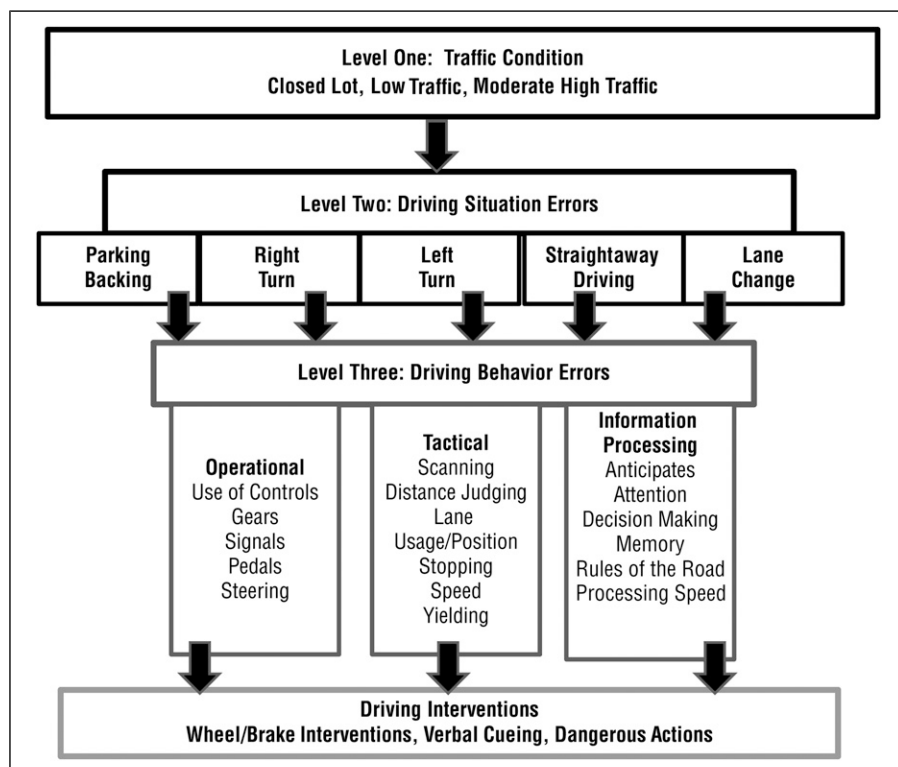 Level One: Traffic Condition
Closed Lot, Low Traffic, Moderate High Traffic
Level Two: Driving Situation Errors
Parking
Backing
Right
Turn
Left
Turn
Straightaway
Driving
Lane
Change
Level Three: Driving Behavior Errors
Operational
Use of Controls
Gears
Signals
Pedals
Steering
Tactical
Scanning
Distance Judging
Lane
Usage/Position
Stopping
Speed
Yielding
Information
Processing
Anticipates
Attention
Decision Making
Memory
Rules of the Road
Processing Speed
Driving Interventions
Wheel/Brake Interventions, Verbal Cueing, Dangerous Actions